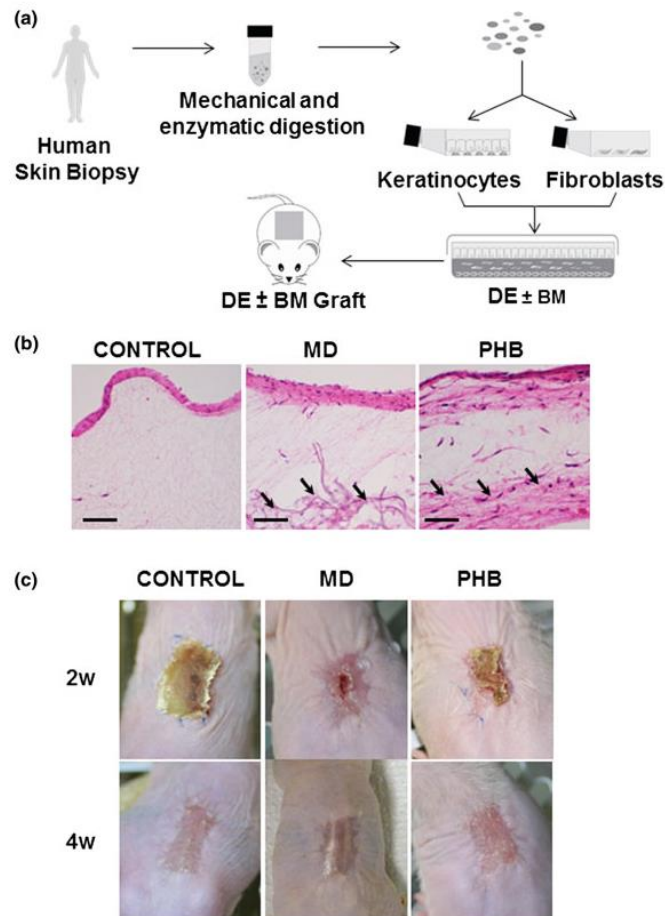 (a)
Human
Skin Biopsy
Mechanical and
enzymatic digestion
Keratinocytes Fibroblasts
DE ± BM
DE ± BM Graft
(b)
CONTROL MD PHB
(c)
CONTROL MD PHB
2w
4w